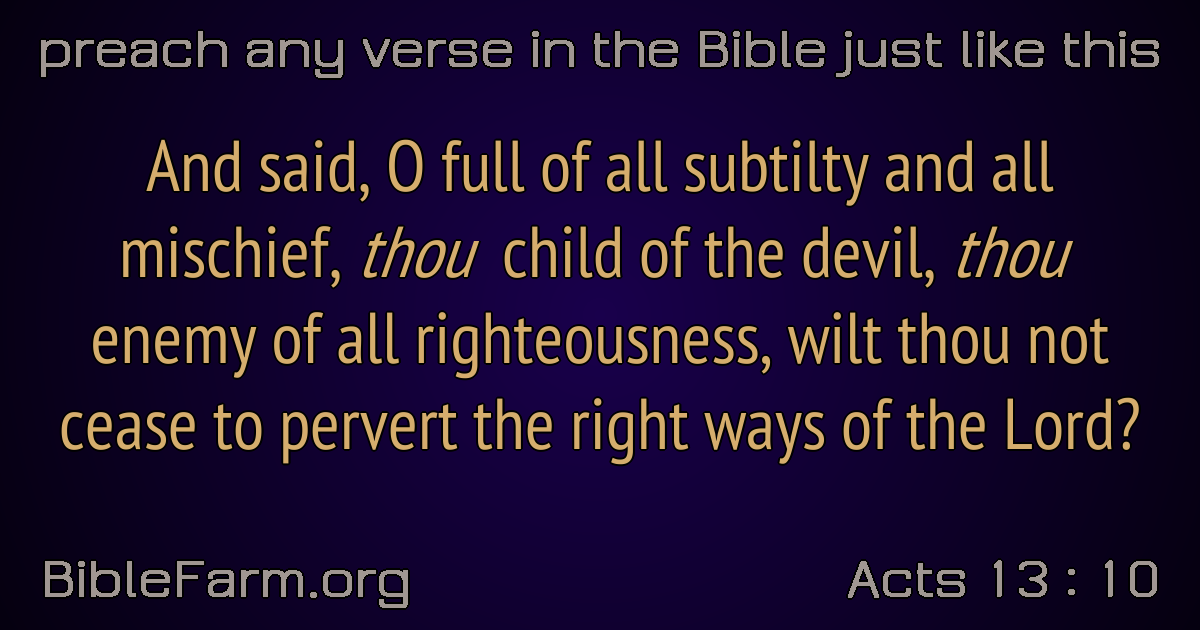 preach any verse in the Bible just like this
And said, O full of all subtilty and all
mischief, thou child of the devil, thou
enemy of all righteousness, wilt thou not
cease to pervert the right ways of the Lord?
BibleFarm.org
Acts 13 : 10